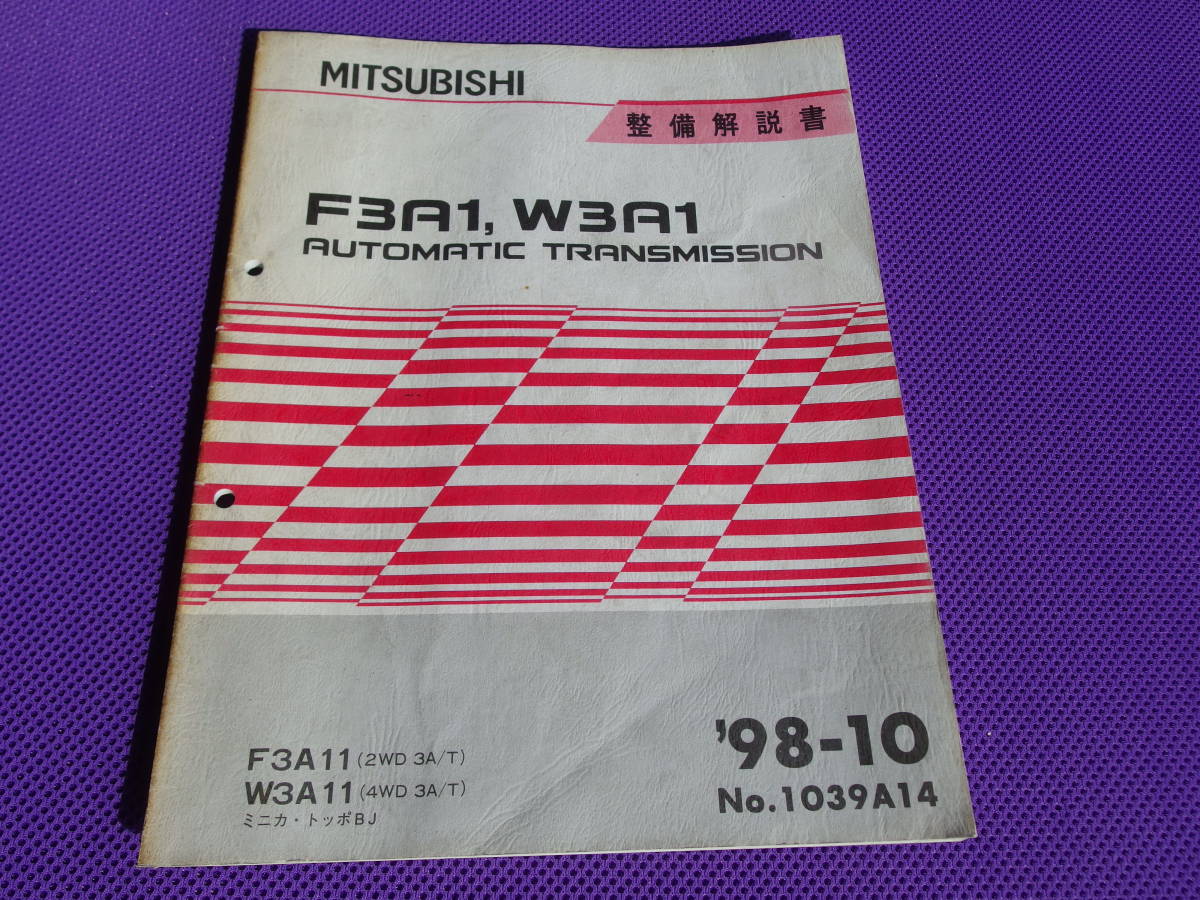 MITSUBISHI
整備解説書
F3A1, W3A1
AUTOMATIC TRANSMISSION
F3A11 (2WD 3A/T)
W3A11 (4WD 3A/T)
ミニカ・トッポBJ
'98-10
No.1039A14